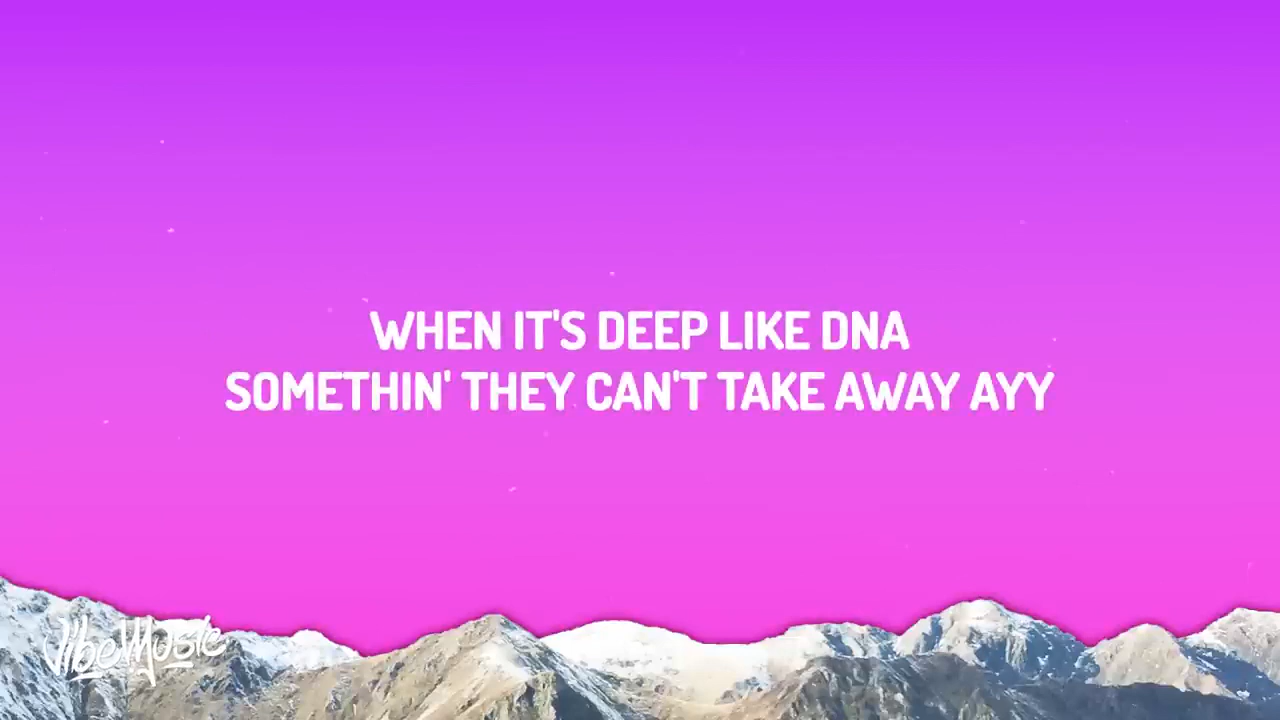 WHEN IT'S DEEP LIKE DNA
SOMETHIN' THEY CAN'T TAKE AWAY AYY
VibeMusic